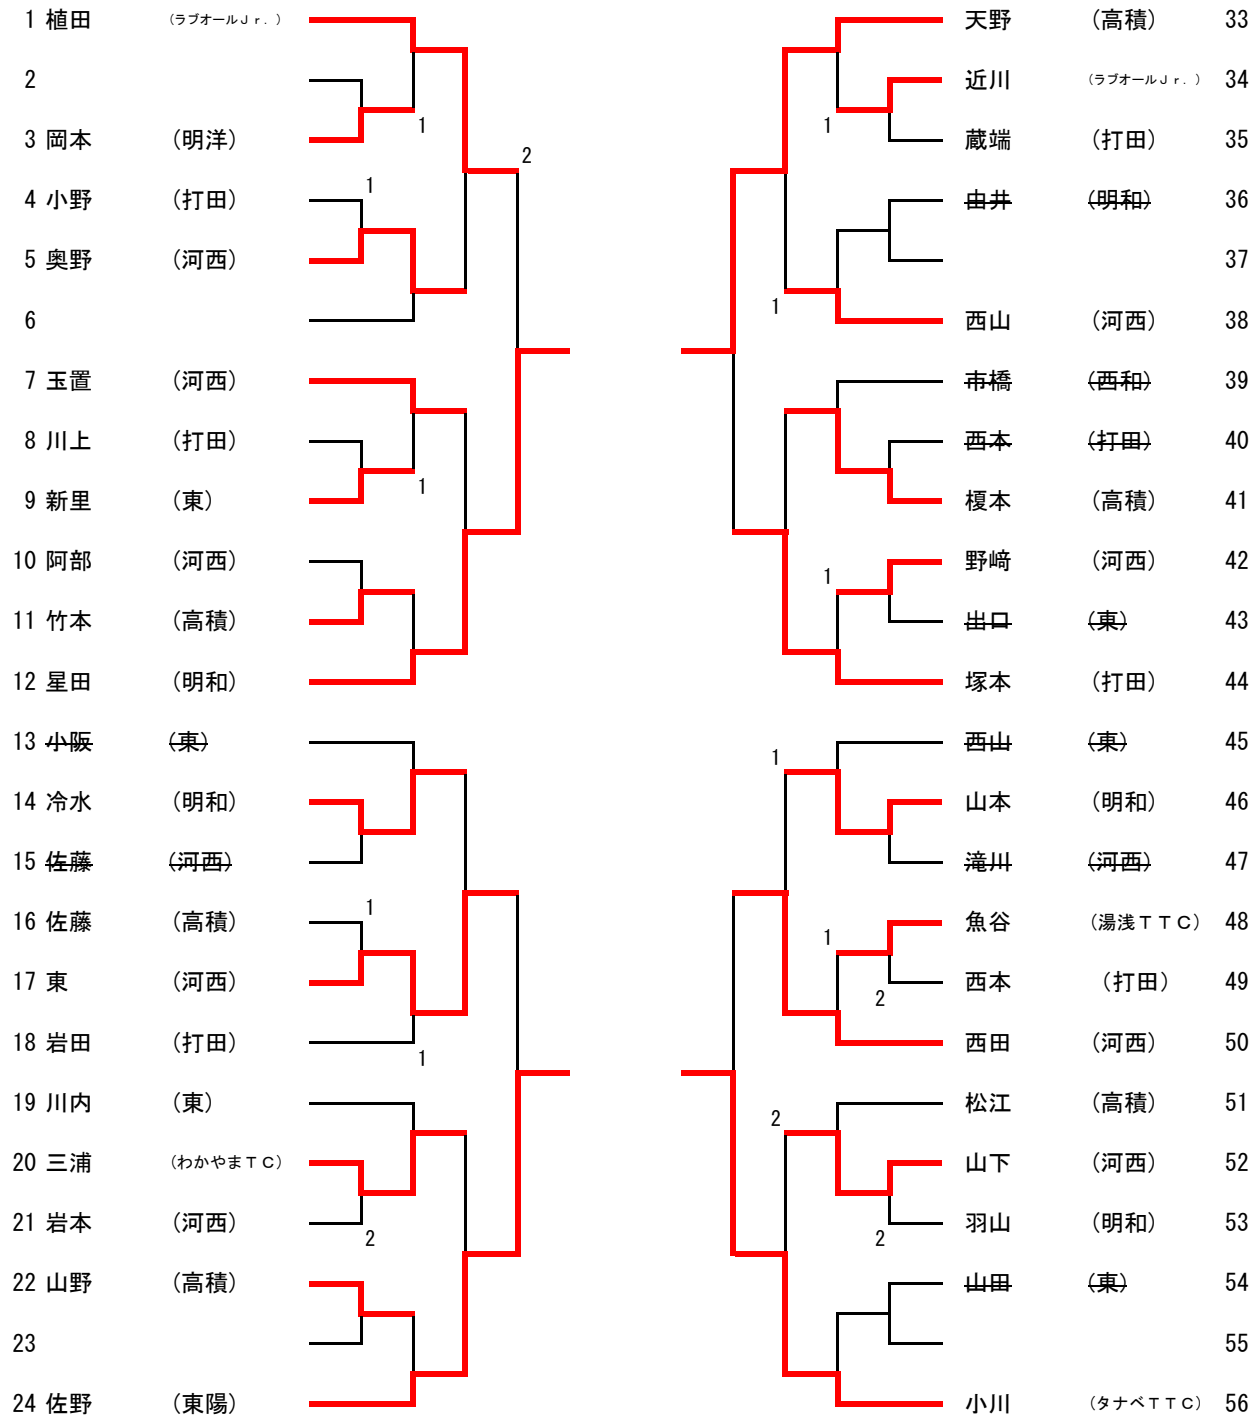 1 植田 (ラブオールJr.) 天野 (高積) 33
2 近川 (ラブオールJr.) 34
1 1
3 岡本 (明洋) 蔵端 (打田) 35
2
1
4 小野 (打田) 由井 (明和) 36
5 奥野 (河西) 37
1
6 西山 (河西) 38
7 玉置 (河西) 市橋 (西和) 39
8 川上 (打田) 西本 (打田) 40
1
9 新里 (東) 榎本 (高積) 41
10 阿部 (河西) 野﨑 (河西) 42
1
11 竹本 (高積) 出口 (東) 43
12 星田 (明和) 塚本 (打田) 44
13 小阪 (東) 西山 (東) 45
1
14 冷水 (明和) 山本 (明和) 46
15 佐藤 (河西) 滝川 (河西) 47
1
16 佐藤 (高積) 魚谷 (湯浅TTC) 48
1
17 東 (河西) 西本 (打田) 49
2
18 岩田 (打田) 西田 (河西) 50
1
19 川内 (東) 松江 (高積) 51
2
20 三浦 (わかやまTC) 山下 (河西) 52
21 岩本 (河西) 羽山 (明和) 53
2 2
22 山野 (高積) 山田 (東) 54
23 55
24 佐野 (東陽) 小川 (タナベTTC) 56